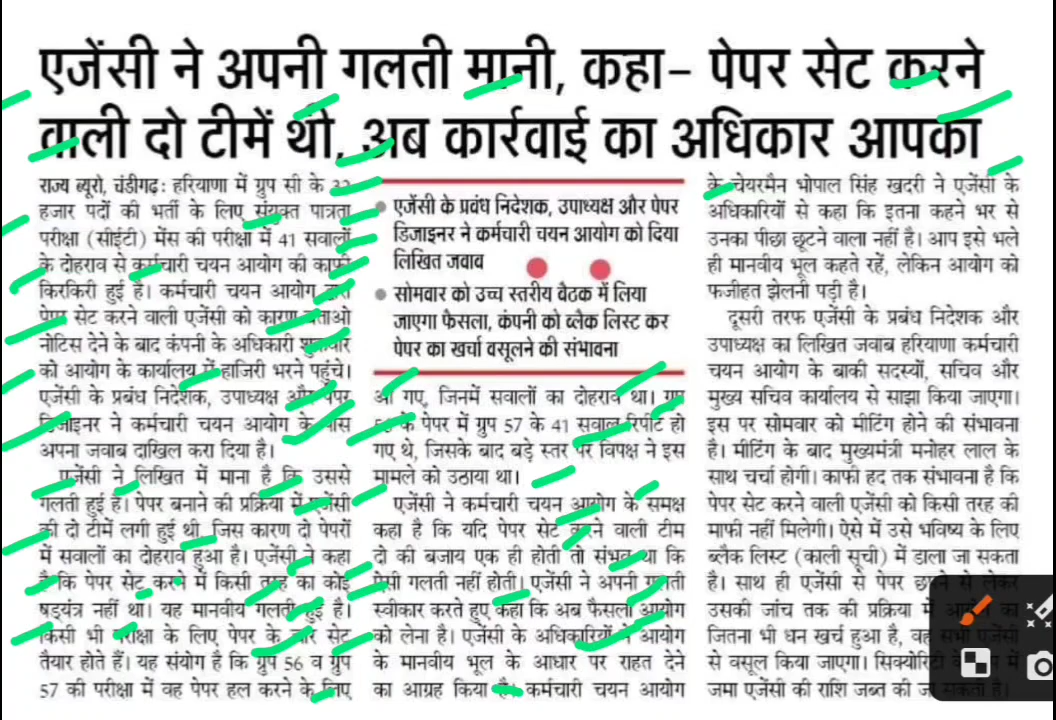 एजेंसी ने अपनी गलती मानी, कहा- पेपर सेट करने
वाली दो टीमें थी, अब कार्रवाई का अधिकार आपका
राज्य ब्यूरो, चंडीगढ़: हरियाणा में ग्रुप सी के 32
हजार पदों की भर्ती के लिए संयुक्त पात्रता
परीक्षा (सीईटी) मेंस की परीक्षा में 41 सवालों
के दोहराव से कर्मचारी चयन आयोग की काफी
किरकिरी हुई है। कर्मचारी चयन आयोग द्वारा
पेपर सेट करने वाली एजेंसी को कारण बताओ
नोटिस देने के बाद कंपनी के अधिकारी शुक्रवार
को आयोग के कार्यालय में हाजिरी भरने पहुंचे।
एजेंसी के प्रबंध निदेशक, उपाध्यक्ष और पेपर
डिजाइनर ने कर्मचारी चयन आयोग के पास
अपना जवाब दाखिल करा दिया है।
एजेंसी ने लिखित में माना है कि उससे
गलती हुई है। पेपर बनाने की प्रक्रिया में एजेंसी
की दो टीमें लगी हुई थी, जिस कारण दो पेपरों
में सवालों का दोहराव हुआ है। एजेंसी ने कहा
है कि पेपर सेट करने में किसी तरह का कोई
षड्यंत्र नहीं था। यह मानवीय गलती हुई है।
किसी भी परीक्षा के लिए पेपर के चार सेट
तैयार होते हैं। यह संयोग है कि ग्रुप 56 व ग्रुप
57 की परीक्षा में वह पेपर हल करने के लिए
● एजेंसी के प्रबंध निदेशक, उपाध्यक्ष और पेपर
डिजाइनर ने कर्मचारी चयन आयोग को दिया
लिखित जवाब
● सोमवार को उच्च स्तरीय बैठक में लिया
जाएगा फैसला, कंपनी को ब्लैक लिस्ट कर
पेपर का खर्चा वसूलने की संभावना
आ गए, जिनमें सवालों का दोहराव था। ग्रुप
56 के पेपर में ग्रुप 57 के 41 सवाल रिपीट हो
गए थे, जिसके बाद बड़े स्तर पर विपक्ष ने इस
मामले को उठाया था।
एजेंसी ने कर्मचारी चयन आयोग के समक्ष
कहा है कि यदि पेपर सेट करने वाली टीम
दो की बजाय एक ही होती तो संभव था कि
ऐसी गलती नहीं होती। एजेंसी ने अपनी गलती
स्वीकार करते हुए कहा कि अब फैसला आयोग
को लेना है। एजेंसी के अधिकारियों ने आयोग
के मानवीय भूल के आधार पर राहत देने
का आग्रह किया है। कर्मचारी चयन आयोग
के चेयरमैन भोपाल सिंह खदरी ने एजेंसी के
अधिकारियों से कहा कि इतना कहने भर से
उनका पीछा छूटने वाला नहीं है। आप इसे भले
ही मानवीय भूल कहते रहें, लेकिन आयोग को
फजीहत झेलनी पड़ी है।
दूसरी तरफ एजेंसी के प्रबंध निदेशक और
उपाध्यक्ष का लिखित जवाब हरियाणा कर्मचारी
चयन आयोग के बाकी सदस्यों, सचिव और
मुख्य सचिव कार्यालय से साझा किया जाएगा।
इस पर सोमवार को मीटिंग होने की संभावना
है। मीटिंग के बाद मुख्यमंत्री मनोहर लाल के
साथ चर्चा होगी। काफी हद तक संभावना है कि
पेपर सेट करने वाली एजेंसी को किसी तरह की
माफी नहीं मिलेगी। ऐसे में उसे भविष्य के लिए
ब्लैक लिस्ट (काली सूची) में डाला जा सकता
है। साथ ही एजेंसी से पेपर छापने से लेकर
उसकी जांच तक की प्रक्रिया में आयोग का
जितना भी धन खर्च हुआ है, वह सभी एजेंसी
से वसूल किया जाएगा। सिक्योरिटी के रूप में
जमा एजेंसी की राशि जब्त की जा सकती है।